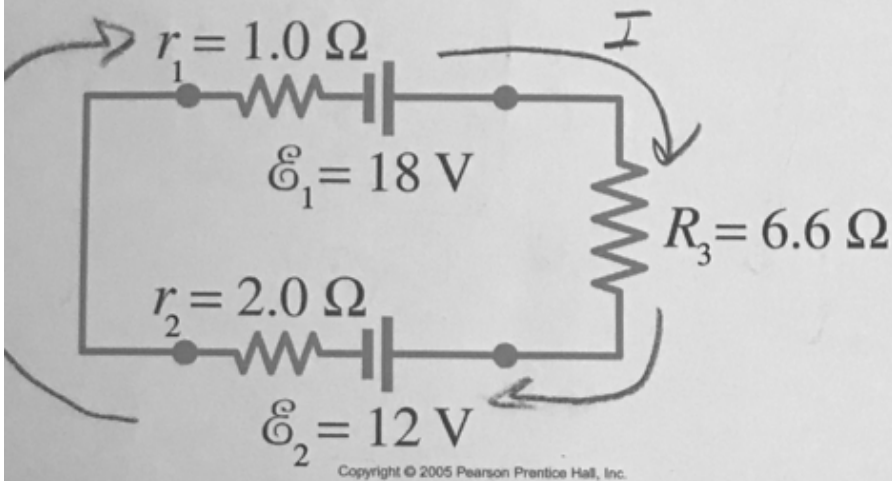 I
r₁ = 1.0 Ω
ℰ₁ = 18 V
R₃ = 6.6 Ω
r₂ = 2.0 Ω
ℰ₂ = 12 V
Copyright © 2005 Pearson Prentice Hall, Inc.